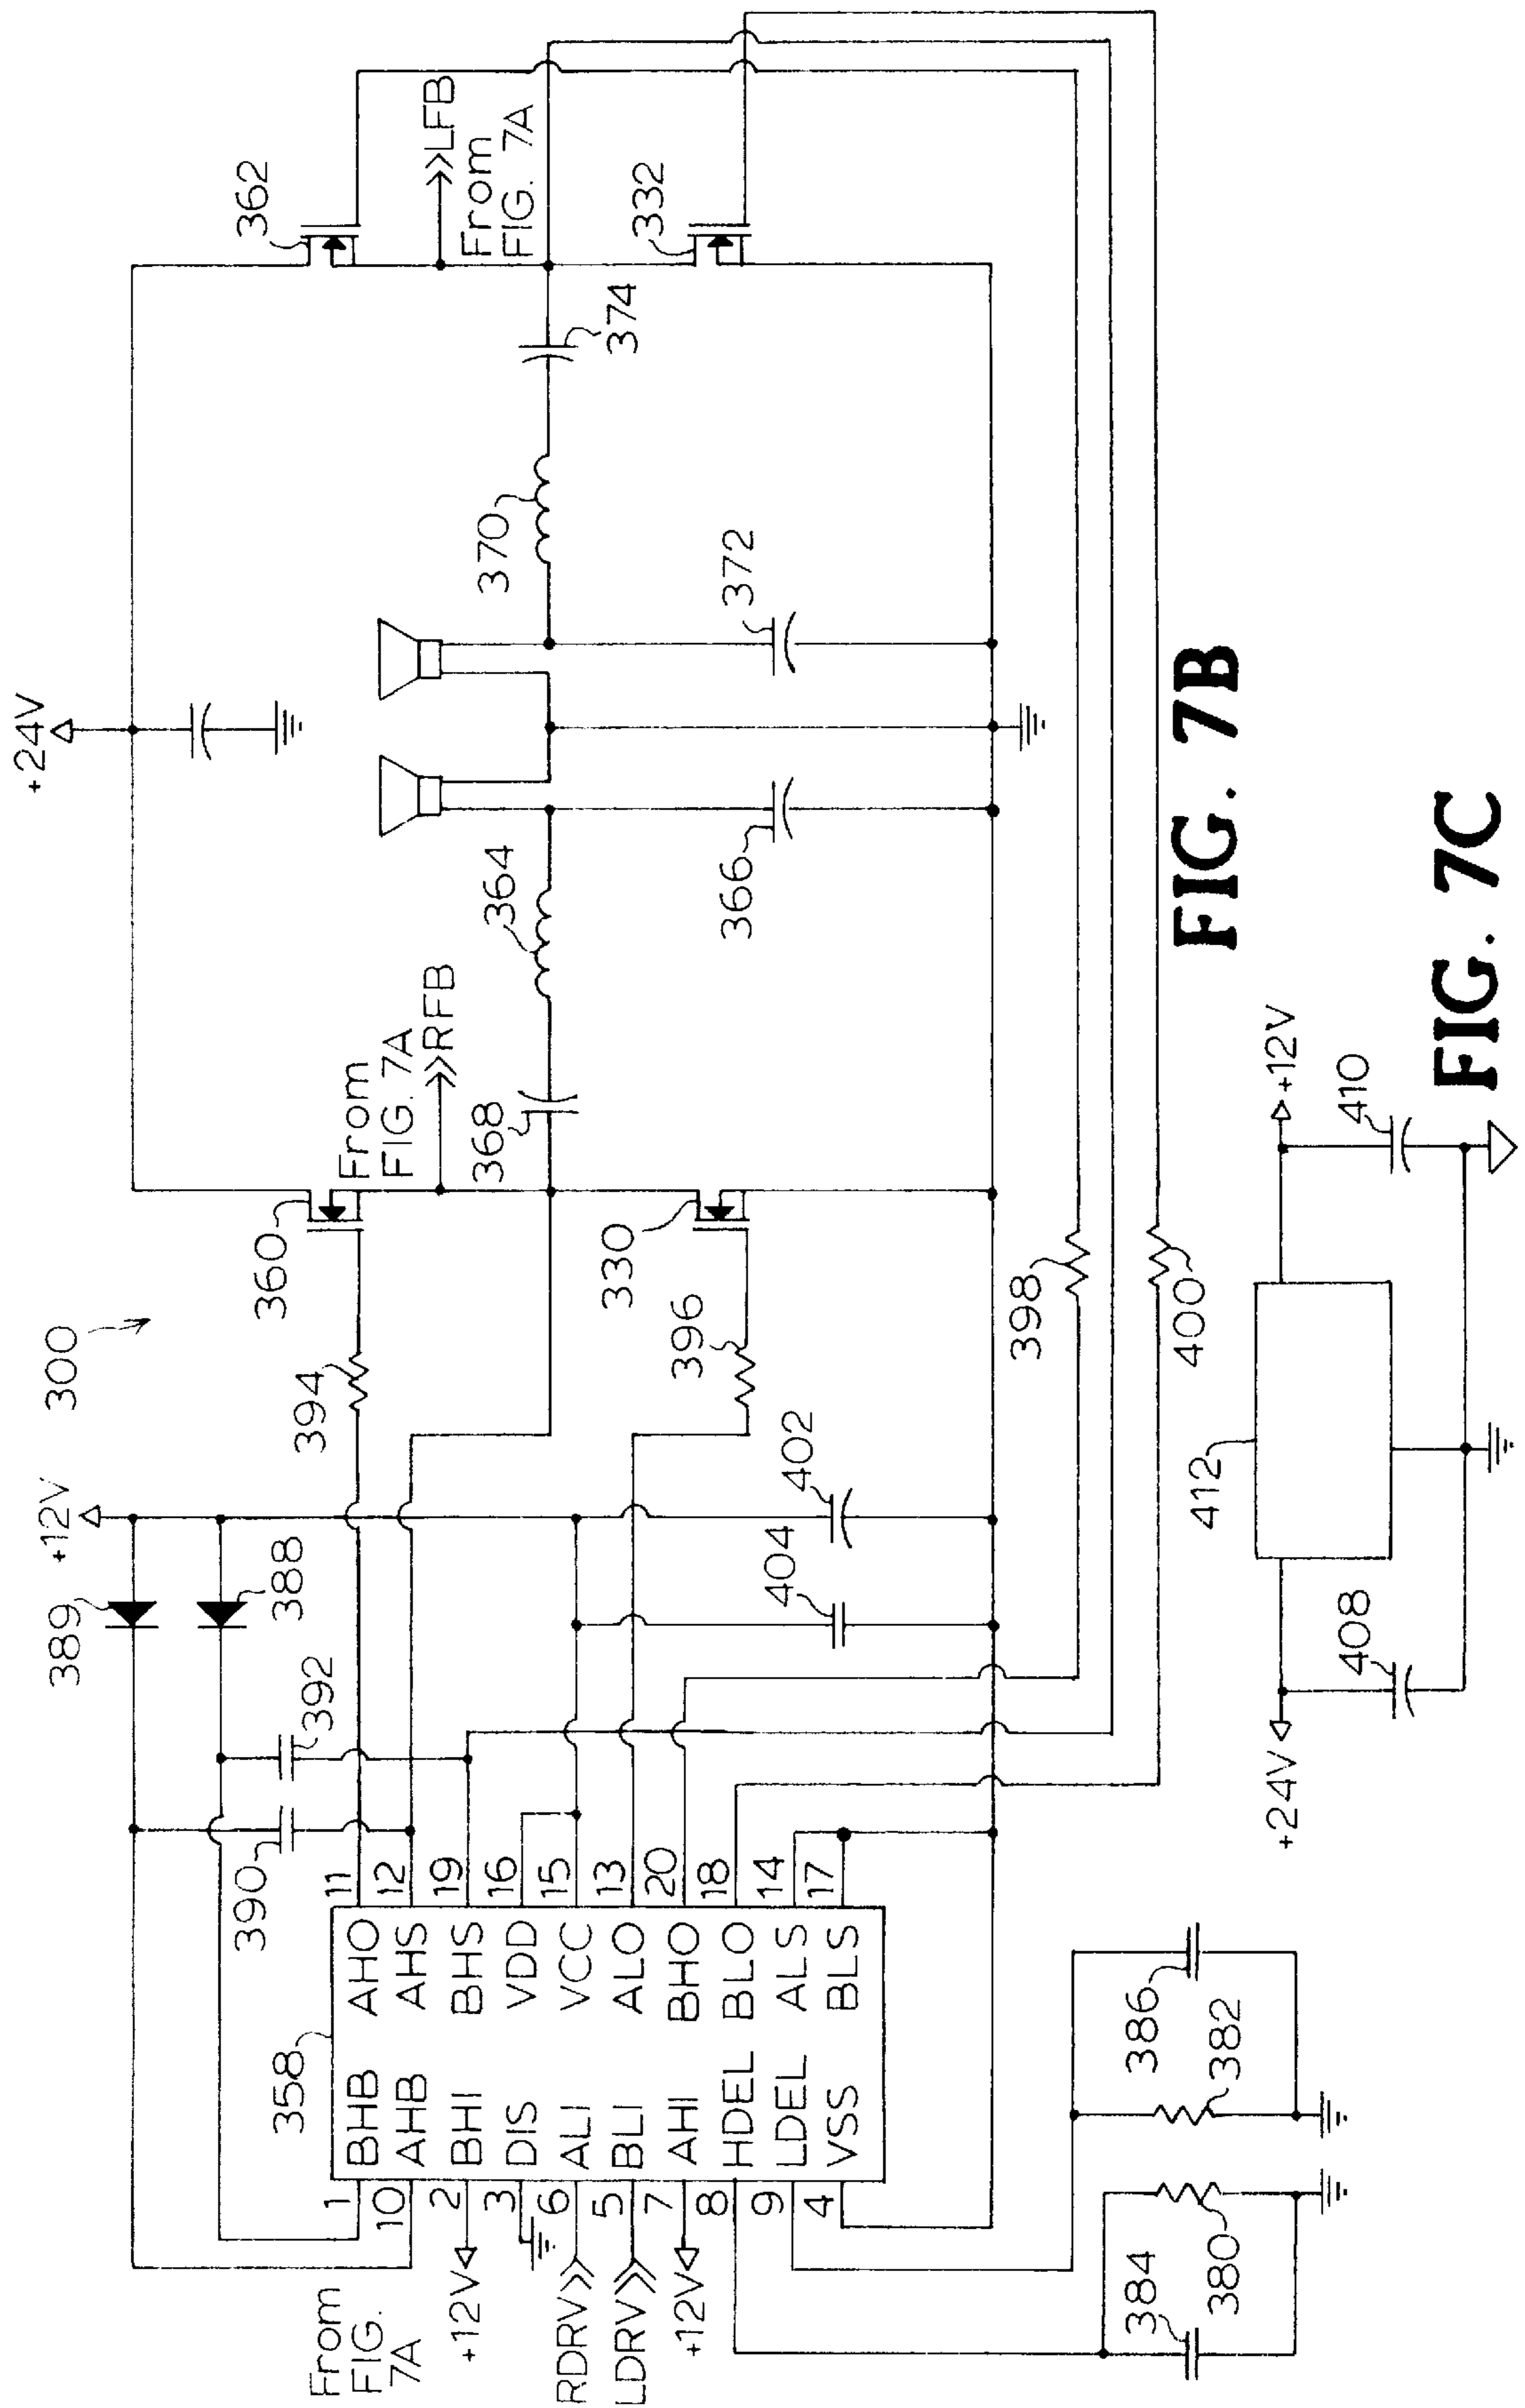 +24V
300
+12V
389
388
392
390
394
360
From
FIG. 7A
RFB
362
LFB
From
FIG. 7A
368
364
370
374
330
332
396
366
372
402
404
398
400
358
1 BHB AHO 11
10 AHB AHS 12
2 BHI BHS 19
3 DIS VDD 16
6 ALI VCC 15
5 BLI ALO 13
7 AHI BHO 20
8 HDEL BLO 18
9 LDEL ALS 14
4 VSS BLS 17
From
FIG.
7A
+12V
RDRV
LDRV
+12V
384
380
386
382
FIG. 7B
+24V
408
412
410
+12V
FIG. 7C